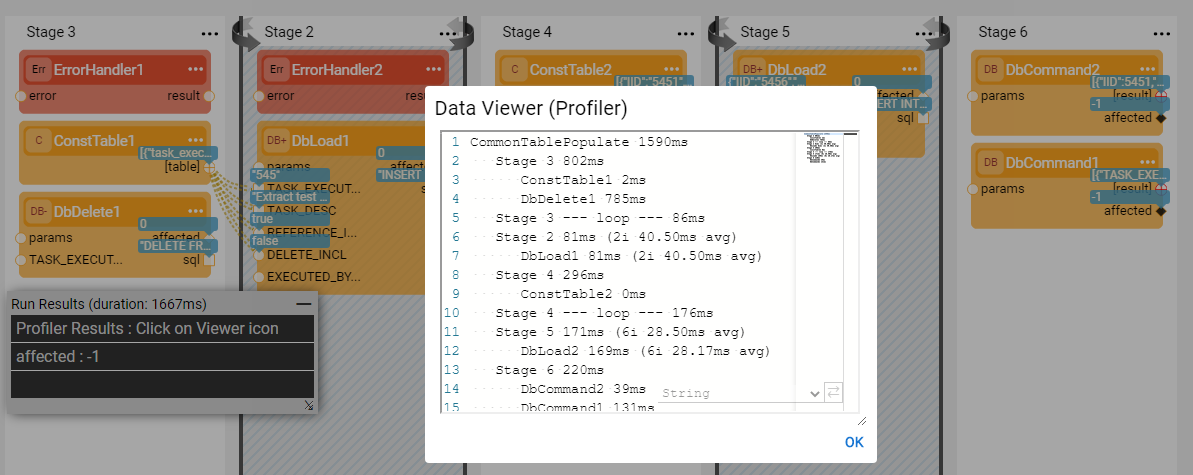 Stage 3
Stage 2
Stage 4
Stage 5
Stage 6
Err ErrorHandler1
error result
C ConstTable1
[{"task_exec...
[table]
DB- DbDelete1
0
params affected
"DELETE FR...
TASK_EXECUT... sql
Err ErrorHandler2
error
DB+ DbLoad1
0
params
"545"
"INSERT
TASK_EXECUT...
"Extract test ...
TASK_DESC
true
REFERENCE_I...
false
DELETE_INCL
EXECUTED_BY...
C ConstTable2
[{"IID":"5451"
DB+ DbLoad2
{"IID":"5456"
0
sql
DB DbCommand2
[{"IID":5451,"
params [result]
-1
affected
DB DbCommand1
[{"TASK_EXE...
params [result]
-1
affected
Run Results (duration: 1667ms)
Profiler Results : Click on Viewer icon
affected : -1
Data Viewer (Profiler)
1 CommonTablePopulate 1590ms
2 Stage 3 802ms
3 ConstTable1 2ms
4 DbDelete1 785ms
5 Stage 3 --- loop --- 86ms
6 Stage 2 81ms (2i 40.50ms avg)
7 DbLoad1 81ms (2i 40.50ms avg)
8 Stage 4 296ms
9 ConstTable2 0ms
10 Stage 4 --- loop --- 176ms
11 Stage 5 171ms (6i 28.50ms avg)
12 DbLoad2 169ms (6i 28.17ms avg)
13 Stage 6 220ms
14 DbCommand2 39ms
15 DbCommand1 131ms
String
OK